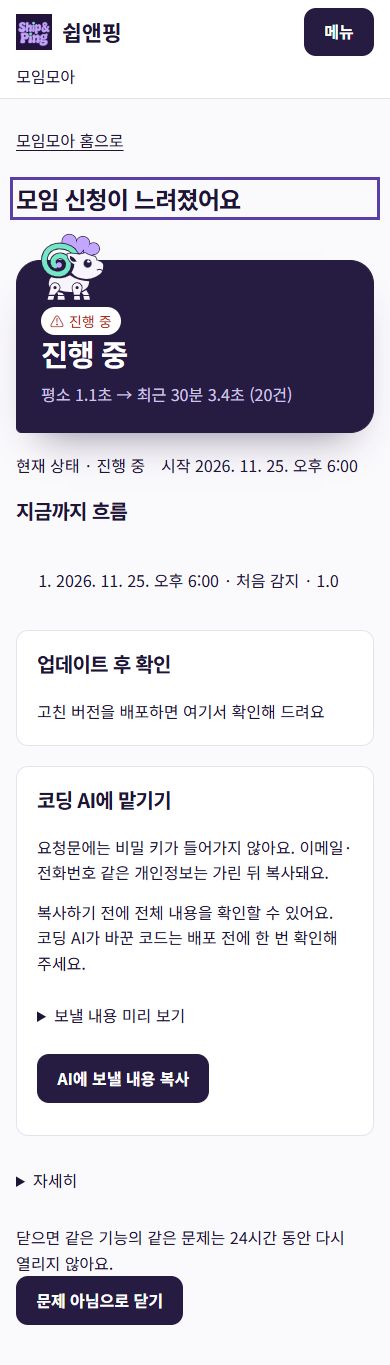 Ship&
Ping
쉽앤핑
메뉴
모임모아
모임모아 홈으로
모임 신청이 느려졌어요
⚠ 진행 중
진행 중
평소 1.1초 → 최근 30분 3.4초 (20건)
현재 상태 · 진행 중 시작 2026. 11. 25. 오후 6:00
지금까지 흐름
1. 2026. 11. 25. 오후 6:00 · 처음 감지 · 1.0
업데이트 후 확인
고친 버전을 배포하면 여기서 확인해 드려요
코딩 AI에 맡기기
요청문에는 비밀 키가 들어가지 않아요. 이메일·
전화번호 같은 개인정보는 가린 뒤 복사돼요.
복사하기 전에 전체 내용을 확인할 수 있어요.
코딩 AI가 바꾼 코드는 배포 전에 한 번 확인해
주세요.
▶ 보낼 내용 미리 보기
AI에 보낼 내용 복사
▶ 자세히
닫으면 같은 기능의 같은 문제는 24시간 동안 다시
열리지 않아요.
문제 아님으로 닫기